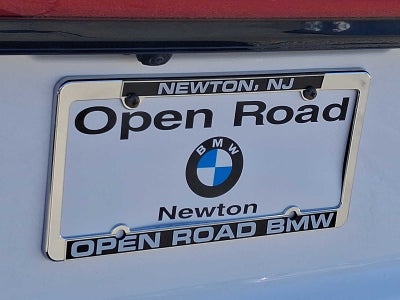 NEWTON, NJ
Open Road
BMW
Newton
OPEN ROAD BMW